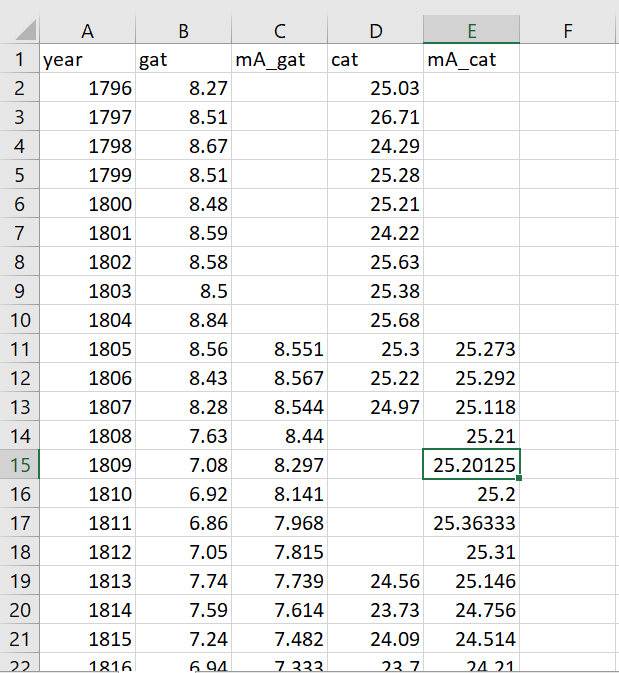 A B C D E F
1 year gat mA_gat cat mA_cat
2 1796 8.27 25.03
3 1797 8.51 26.71
4 1798 8.67 24.29
5 1799 8.51 25.28
6 1800 8.48 25.21
7 1801 8.59 24.22
8 1802 8.58 25.63
9 1803 8.5 25.38
10 1804 8.84 25.68
11 1805 8.56 8.551 25.3 25.273
12 1806 8.43 8.567 25.22 25.292
13 1807 8.28 8.544 24.97 25.118
14 1808 7.63 8.44 25.21
15 1809 7.08 8.297 25.20125
16 1810 6.92 8.141 25.2
17 1811 6.86 7.968 25.36333
18 1812 7.05 7.815 25.31
19 1813 7.74 7.739 24.56 25.146
20 1814 7.59 7.614 23.73 24.756
21 1815 7.24 7.482 24.09 24.514
22 1816 6.94 7.333 23.7 24.21